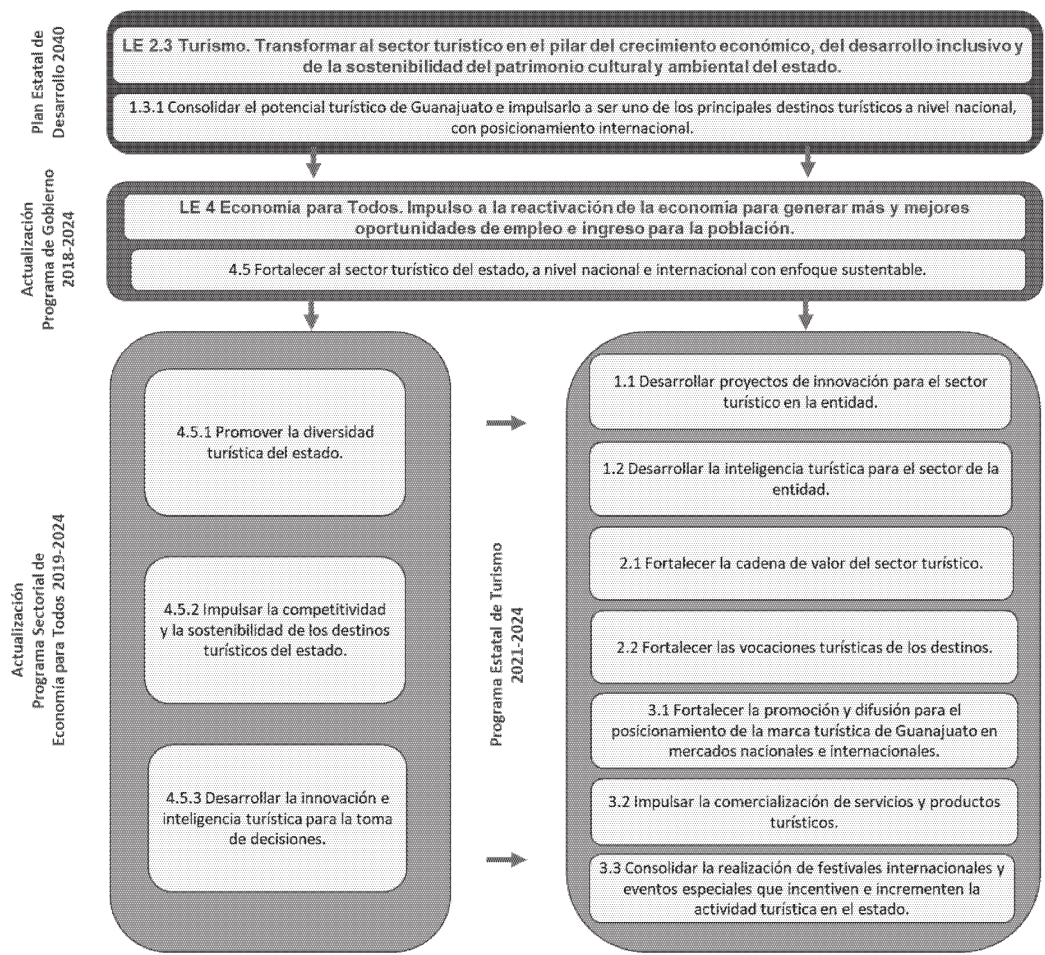 Plan Estatal de
Desarrollo 2040
LE 2.3 Turismo. Transformar al sector turístico en el pilar del crecimiento económico, del desarrollo inclusivo y
de la sostenibilidad del patrimonio cultural y ambiental del estado.
1.3.1 Consolidar el potencial turístico de Guanajuato e impulsarlo a ser uno de los principales destinos turísticos a nivel nacional,
con posicionamiento internacional.
Actualización
Programa de Gobierno
2018-2024
LE 4 Economía para Todos. Impulso a la reactivación de la economía para generar más y mejores
oportunidades de empleo e ingreso para la población.
4.5 Fortalecer al sector turístico del estado, a nivel nacional e internacional con enfoque sustentable.
Actualización
Programa Sectorial de
Economía para Todos 2019-2024
4.5.1 Promover la diversidad
turística del estado.
4.5.2 Impulsar la competitividad
y la sostenibilidad de los destinos
turísticos del estado.
4.5.3 Desarrollar la innovación e
inteligencia turística para la toma
de decisiones.
Programa Estatal de Turismo
2021-2024
1.1 Desarrollar proyectos de innovación para el sector
turístico en la entidad.
1.2 Desarrollar la inteligencia turística para el sector de la
entidad.
2.1 Fortalecer la cadena de valor del sector turístico.
2.2 Fortalecer las vocaciones turísticas de los destinos.
3.1 Fortalecer la promoción y difusión para el
posicionamiento de la marca turística de Guanajuato en
mercados nacionales e internacionales.
3.2 Impulsar la comercialización de servicios y productos
turísticos.
3.3 Consolidar la realización de festivales internacionales y
eventos especiales que incentiven e incrementen la
actividad turística en el estado.